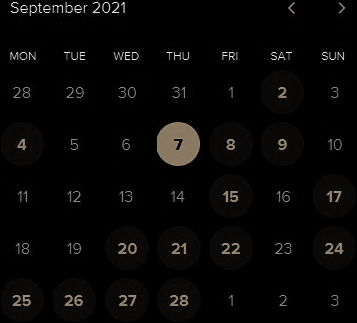 September 2021
MON TUE WED THU FRI SAT SUN
28 29 30 31 1 2 3
4 5 6 7 8 9 10
11 12 13 14 15 16 17
18 19 20 21 22 23 24
25 26 27 28 1 2 3